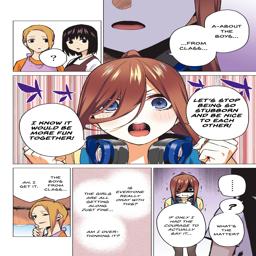 A-ABOUT
THE
BOYS...
...FROM
CLASS...
?
LET'S STOP
BEING SO
STUBBORN
AND BE NICE
TO EACH
OTHER!
I KNOW IT
WOULD BE
MORE FUN
TOGETHER!
......
?
WHAT'S
THE
MATTER?
IF ONLY I HAD
THE COURAGE
TO
ACTUALLY
SAY IT...
IS
EVERYONE
REALLY
OKAY WITH
THIS?
THE GIRLS
ARE ALL
GETTING
ALONG
JUST FINE...
AM I OVER-
THINKING IT?
THE
BOYS
FROM
CLASS...
AH, I
GET IT.